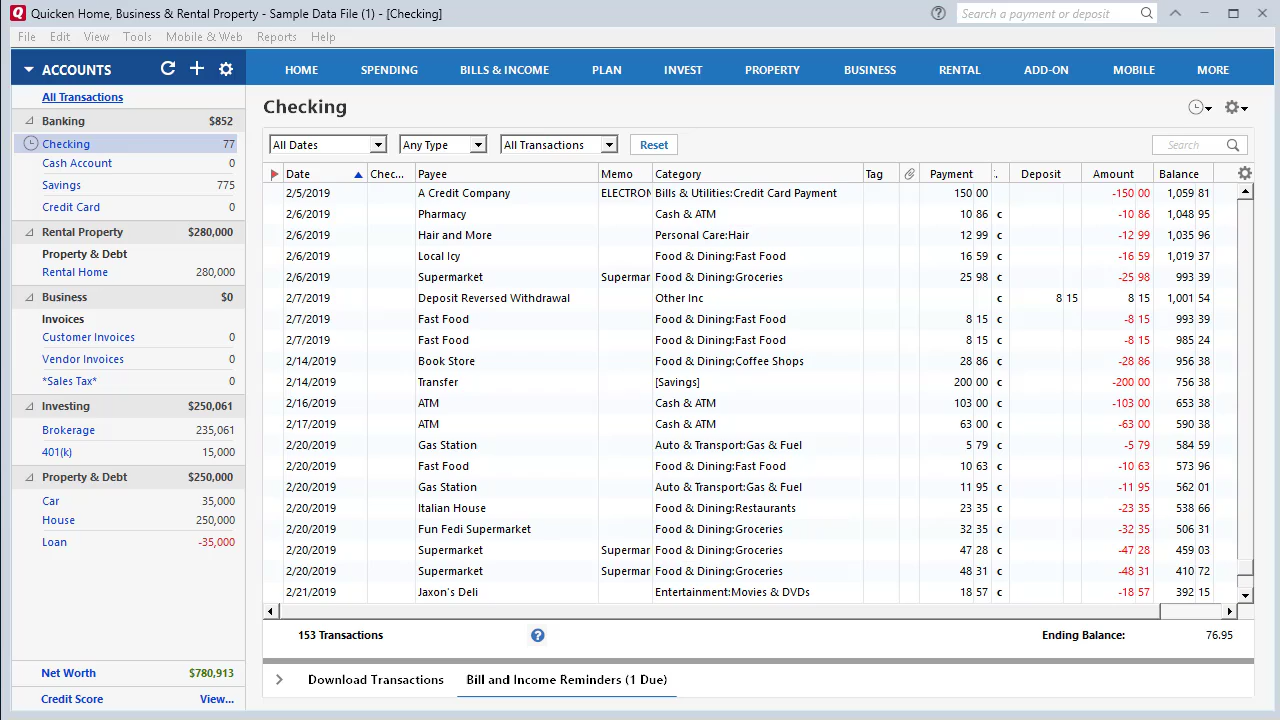 Quicken Home, Business & Rental Property - Sample Data File (1) - [Checking]
Search a payment or deposit
File Edit View Tools Mobile & Web Reports Help
ACCOUNTS
HOME SPENDING BILLS & INCOME PLAN INVEST PROPERTY BUSINESS RENTAL ADD-ON MOBILE MORE
All Transactions
Banking $852
Checking 77
Cash Account 0
Savings 775
Credit Card 0
Rental Property $280,000
Property & Debt
Rental Home 280,000
Business $0
Invoices
Customer Invoices 0
Vendor Invoices 0
*Sales Tax* 0
Investing $250,061
Brokerage 235,061
401(k) 15,000
Property & Debt $250,000
Car 35,000
House 250,000
Loan -35,000
Net Worth $780,913
Credit Score View...
Checking
All Dates Any Type All Transactions Reset Search
Date Chec... Payee Memo Category Tag Payment . Deposit Amount Balance
2/5/2019 A Credit Company ELECTRON Bills & Utilities:Credit Card Payment 150 00 -150 00 1,059 81
2/6/2019 Pharmacy Cash & ATM 10 86 c -10 86 1,048 95
2/6/2019 Hair and More Personal Care:Hair 12 99 c -12 99 1,035 96
2/6/2019 Local Icy Food & Dining:Fast Food 16 59 c -16 59 1,019 37
2/6/2019 Supermarket Supermar Food & Dining:Groceries 25 98 c -25 98 993 39
2/7/2019 Deposit Reversed Withdrawal Other Inc c 8 15 8 15 1,001 54
2/7/2019 Fast Food Food & Dining:Fast Food 8 15 c -8 15 993 39
2/7/2019 Fast Food Food & Dining:Fast Food 8 15 c -8 15 985 24
2/14/2019 Book Store Food & Dining:Coffee Shops 28 86 c -28 86 956 38
2/14/2019 Transfer [Savings] 200 00 c -200 00 756 38
2/16/2019 ATM Cash & ATM 103 00 c -103 00 653 38
2/17/2019 ATM Cash & ATM 63 00 c -63 00 590 38
2/20/2019 Gas Station Auto & Transport:Gas & Fuel 5 79 c -5 79 584 59
2/20/2019 Fast Food Food & Dining:Fast Food 10 63 c -10 63 573 96
2/20/2019 Gas Station Auto & Transport:Gas & Fuel 11 95 c -11 95 562 01
2/20/2019 Italian House Food & Dining:Restaurants 23 35 c -23 35 538 66
2/20/2019 Fun Fedi Supermarket Food & Dining:Groceries 32 35 c -32 35 506 31
2/20/2019 Supermarket Supermar Food & Dining:Groceries 47 28 c -47 28 459 03
2/20/2019 Supermarket Supermar Food & Dining:Groceries 48 31 c -48 31 410 72
2/21/2019 Jaxon's Deli Entertainment:Movies & DVDs 18 57 c -18 57 392 15
153 Transactions Ending Balance: 76.95
Download Transactions Bill and Income Reminders (1 Due)